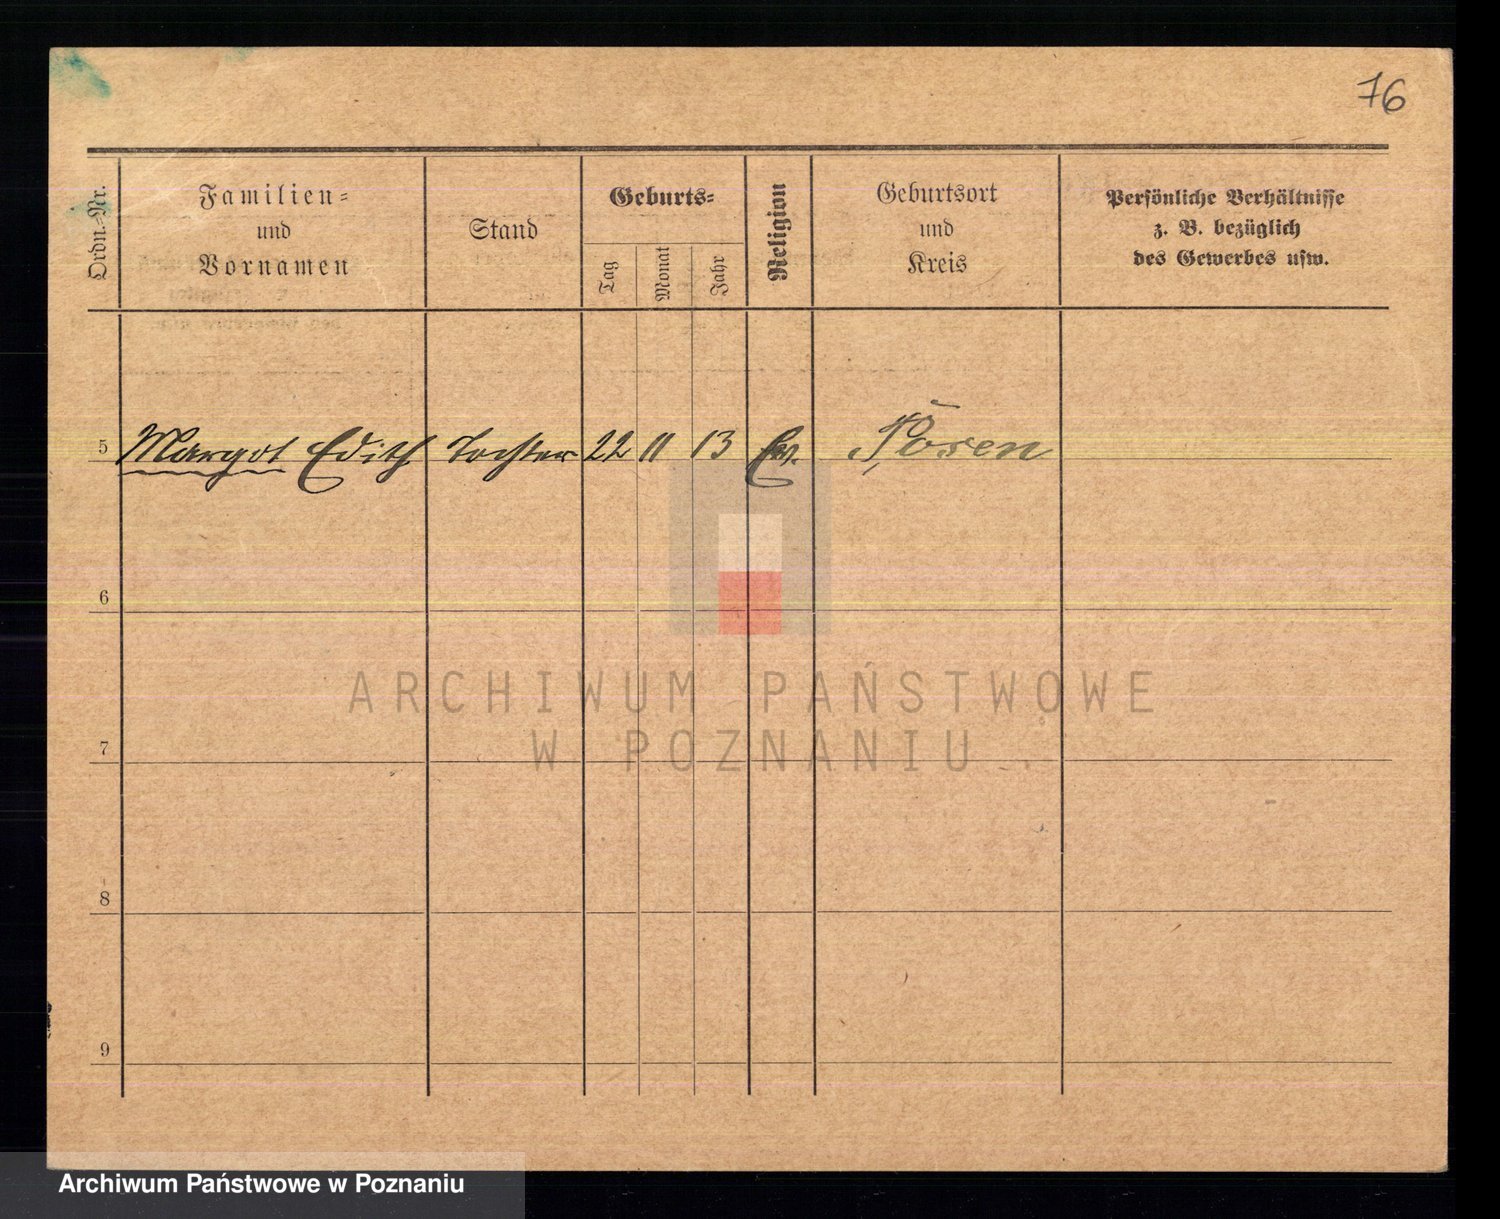 76
Ordn.-Nr.
Familien-
und
Vornamen
Stand
Geburts-
Tag
Monat
Jahr
Religion
Geburtsort
und
Kreis
Persönliche Verhältnisse
z. B. bezüglich
des Gewerbes usw.
5 Margot Edith Tochter 22 11 13 Ev. Posen
6
7
8
9
ARCHIWUM PAŃSTWOWE
W POZNANIU
Archiwum Państwowe w Poznaniu